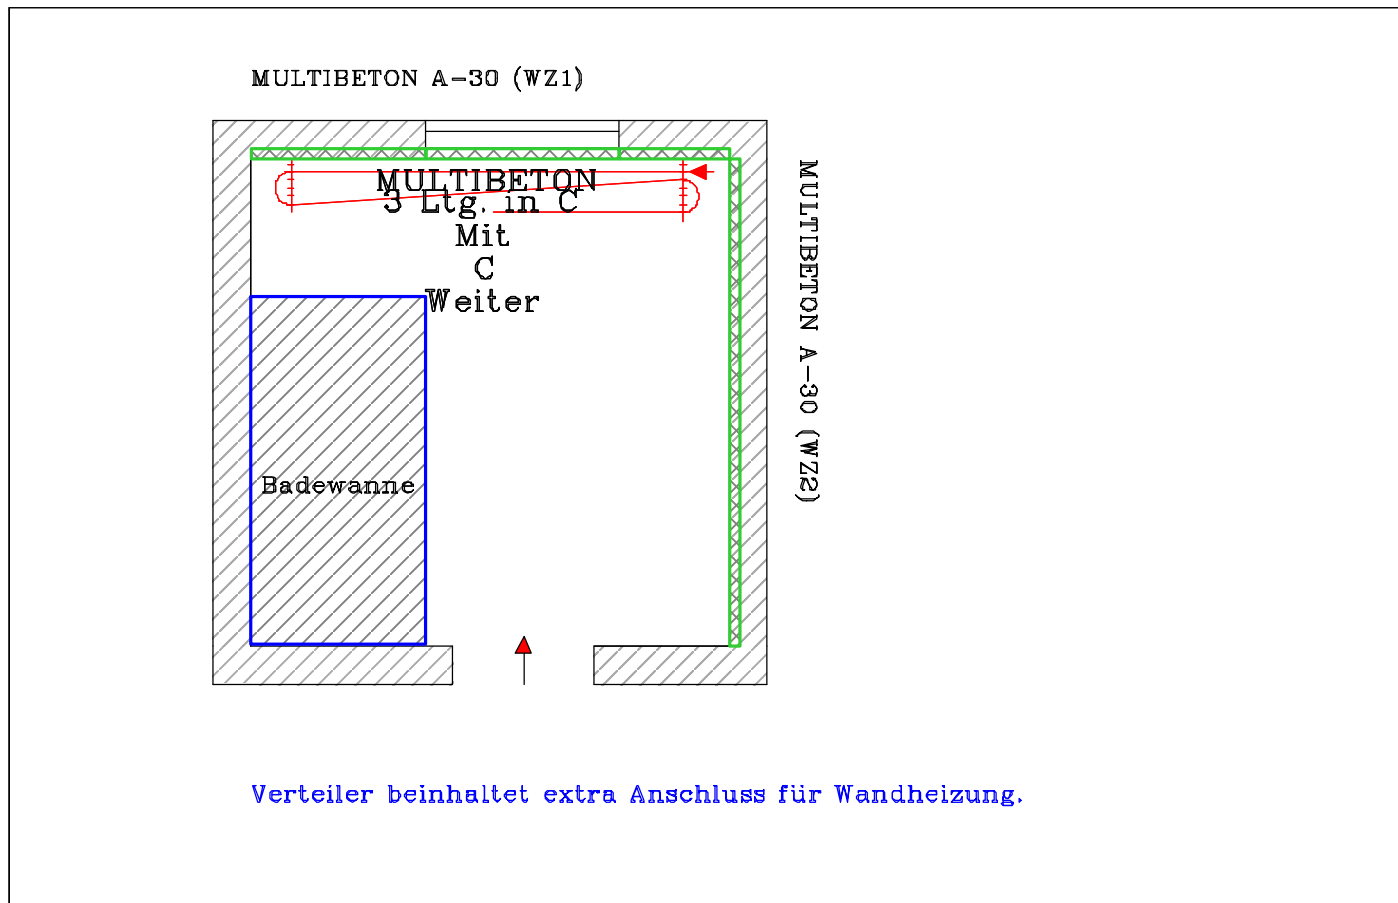 MULTIBETON A-30 (WZ1)
MULTIBETON
3 Ltg. in C
Mit
C
Weiter
MULTIBETON A-30 (WZ2)
Badewanne
Verteiler beinhaltet extra Anschluss für Wandheizung.